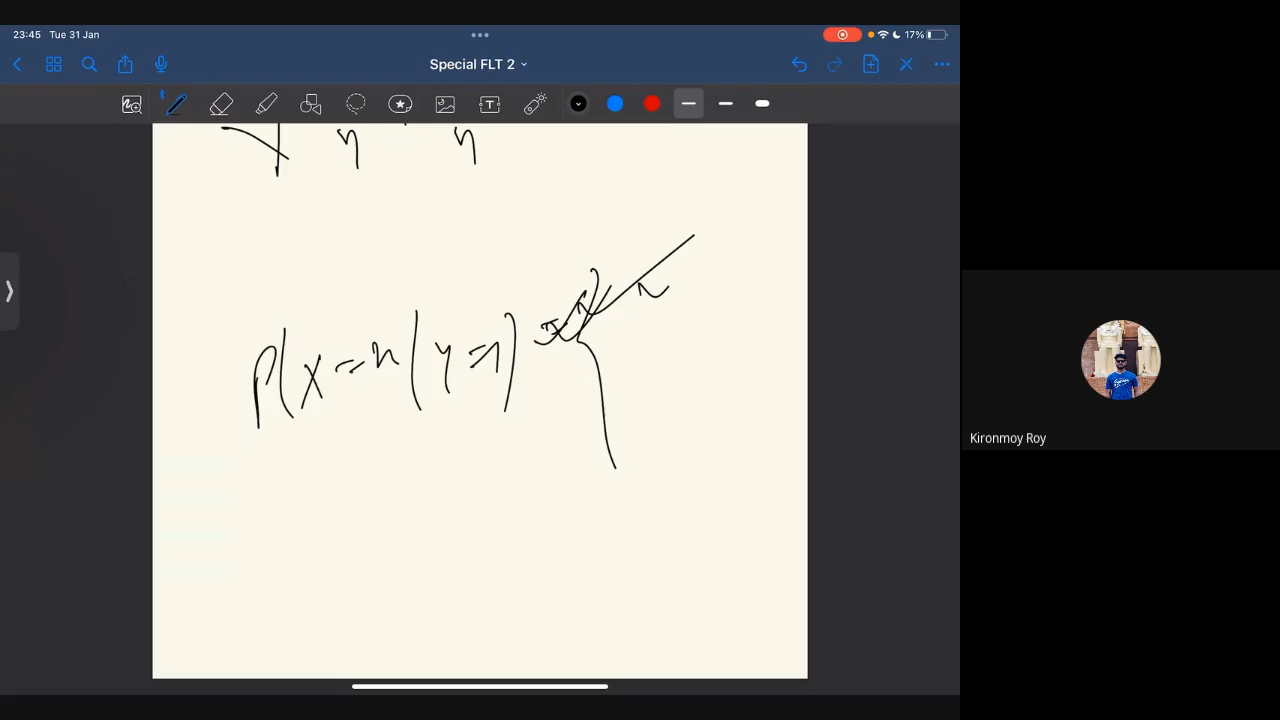 23:45 Tue 31 Jan 17%
Special FLT 2
T
n n
P(X=n(y=1)
Kironmoy Roy